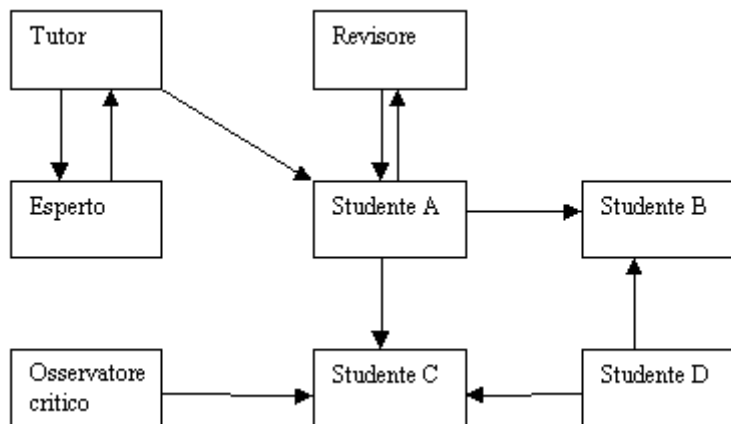 Tutor
Revisore
Esperto
Studente A
Studente B
Osservatore
critico
Studente C
Studente D